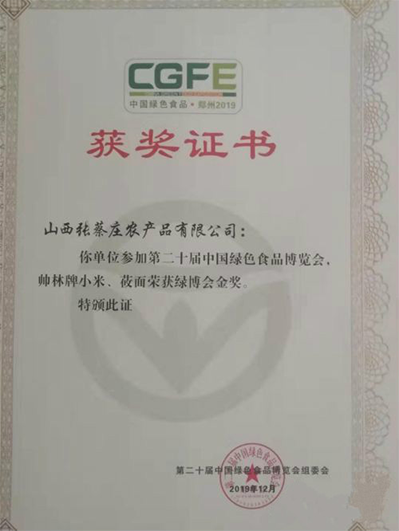 CGFE
中国绿色食品·郑州2019
获奖证书
山西张蔡庄农产品有限公司：
你单位参加第二十届中国绿色食品博览会，
帅林牌小米、莜面荣获绿博会金奖。
特颁此证
第二十届中国绿色食品博览会组委会
2019年12月